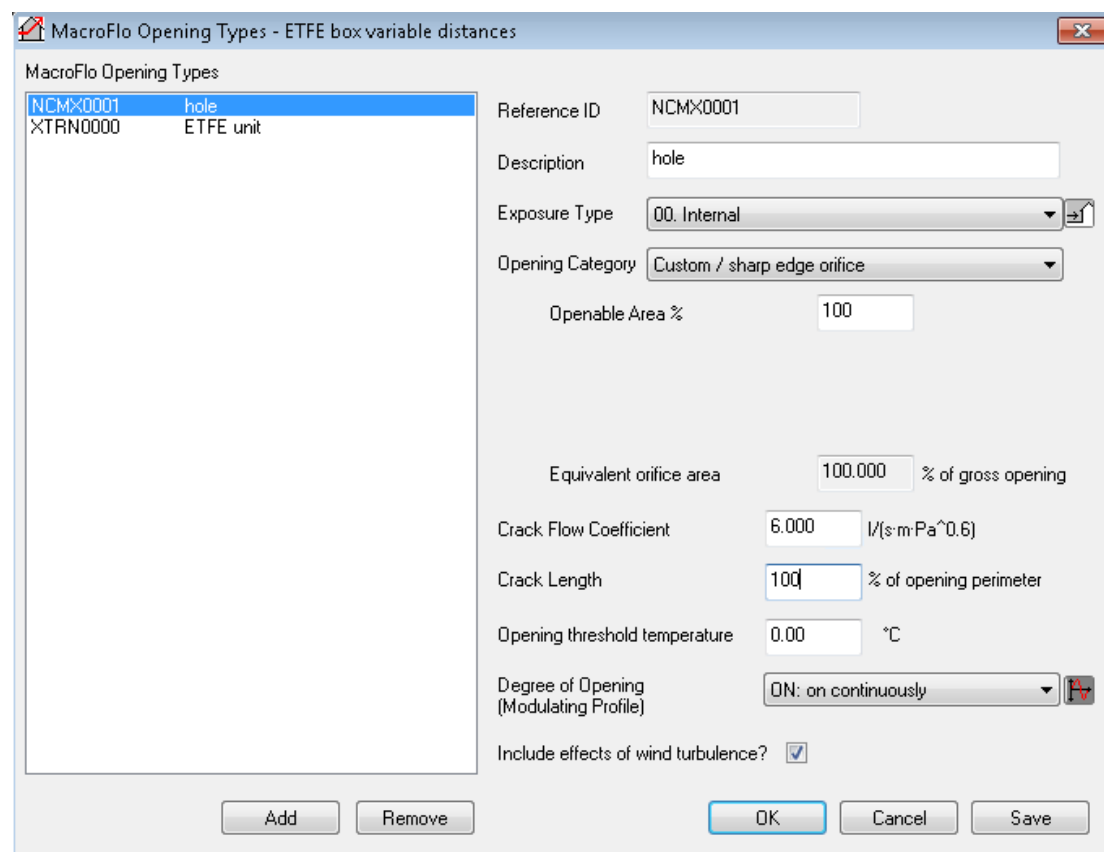 MacroFlo Opening Types - ETFE box variable distances
MacroFlo Opening Types
NCMX0001 hole
XTRN0000 ETFE unit
Reference ID NCMX0001
Description hole
Exposure Type 00. Internal
Opening Category Custom / sharp edge orifice
Openable Area % 100
Equivalent orifice area 100.000 % of gross opening
Crack Flow Coefficient 6.000 l/(s·m·Pa^0.6)
Crack Length 100 % of opening perimeter
Opening threshold temperature 0.00 °C
Degree of Opening
(Modulating Profile) ON: on continuously
Include effects of wind turbulence?
Add Remove OK Cancel Save